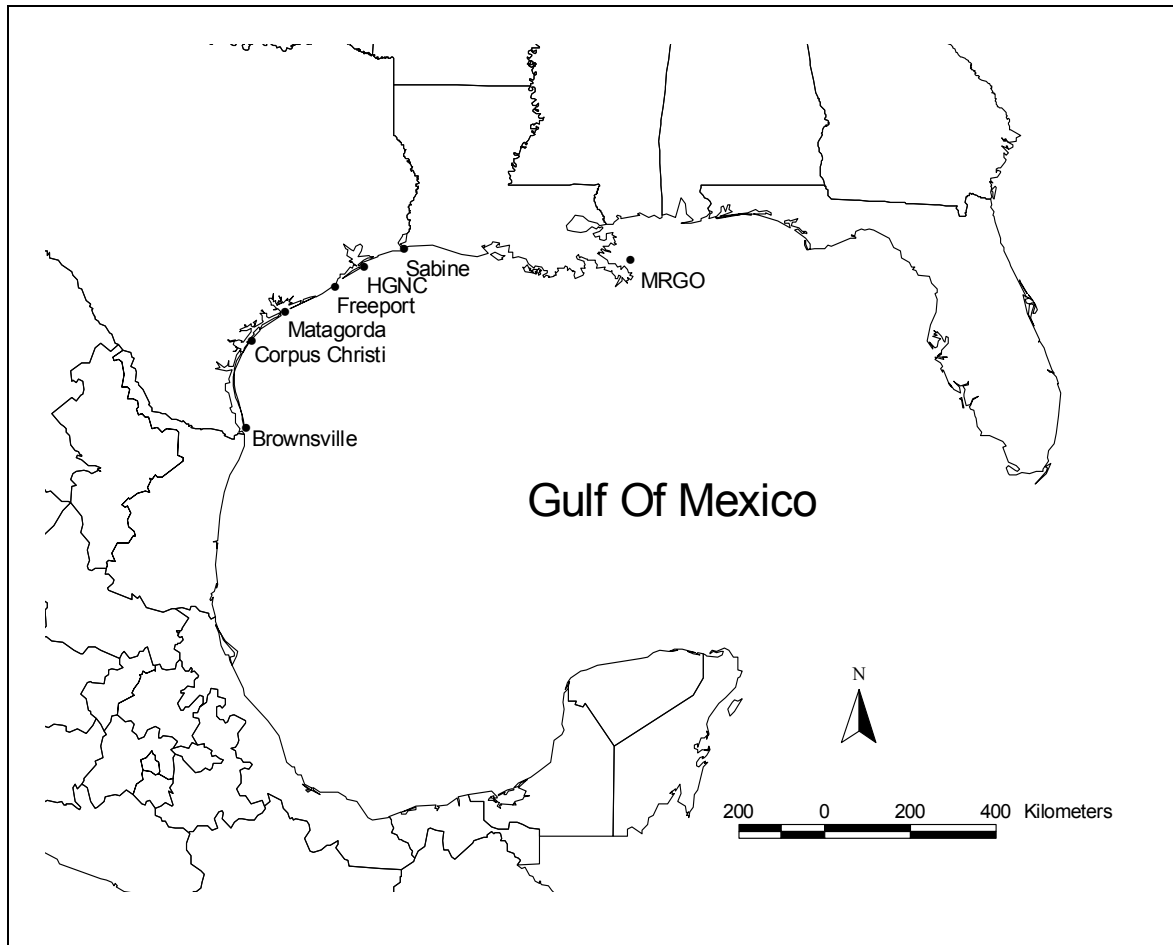 Sabine
HGNC
MRGO
Freeport
Matagorda
Corpus Christi
Brownsville
Gulf Of Mexico
N
200 0 200 400 Kilometers